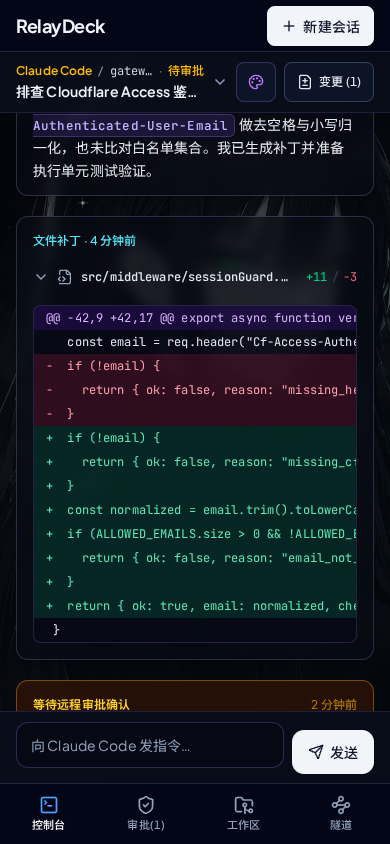 RelayDeck
新建会话
Claude Code / gatew… · 待审批
排查 Cloudflare Access 鉴…
变更 (1)
Authenticated-User-Email 做去空格与小写归
一化，也未比对白名单集合。我已生成补丁并准备
执行单元测试验证。
文件补丁 · 4 分钟前
src/middleware/sessionGuard.… +11 / -3
@@ -42,9 +42,17 @@ export async function ver
const email = req.header("Cf-Access-Authe
- if (!email) {
- return { ok: false, reason: "missing_he
- }
+ if (!email) {
+ return { ok: false, reason: "missing_cf
+ }
+ const normalized = email.trim().toLowerCa
+ if (ALLOWED_EMAILS.size > 0 && !ALLOWED_E
+ return { ok: false, reason: "email_not_
+ }
+ return { ok: true, email: normalized, che
}
等待远程审批确认 2 分钟前
向 Claude Code 发指令…
发送
控制台 审批(1) 工作区 隧道